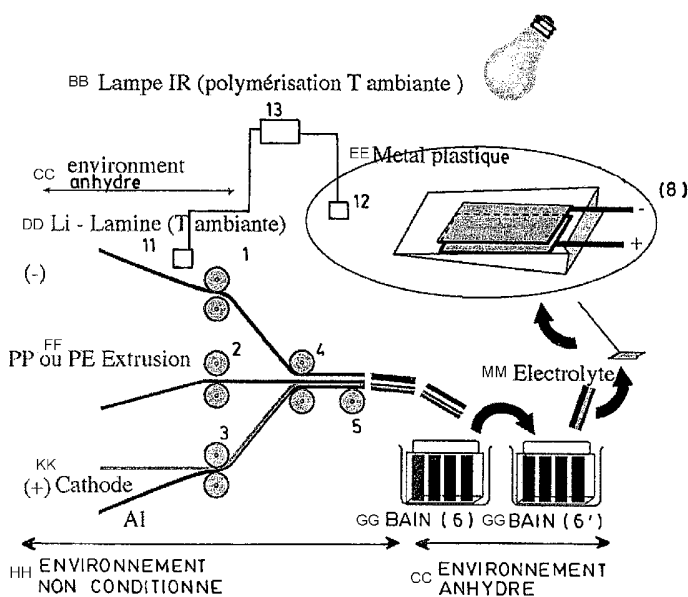 BB Lampe IR (polymérisation T ambiante )
13
EE Metal plastique
CC environment
anhydre
12
(8)
-
+
DD Li - Lamine (T ambiante)
11
1
(-)
FF
PP ou PE Extrusion
2
4
MM Electrolyte
5
3
KK
(+) Cathode
Al
GG BAIN (6) GG BAIN (6')
HH ENVIRONNEMENT
NON CONDITIONNE
CC ENVIRONMENT
ANHYDRE